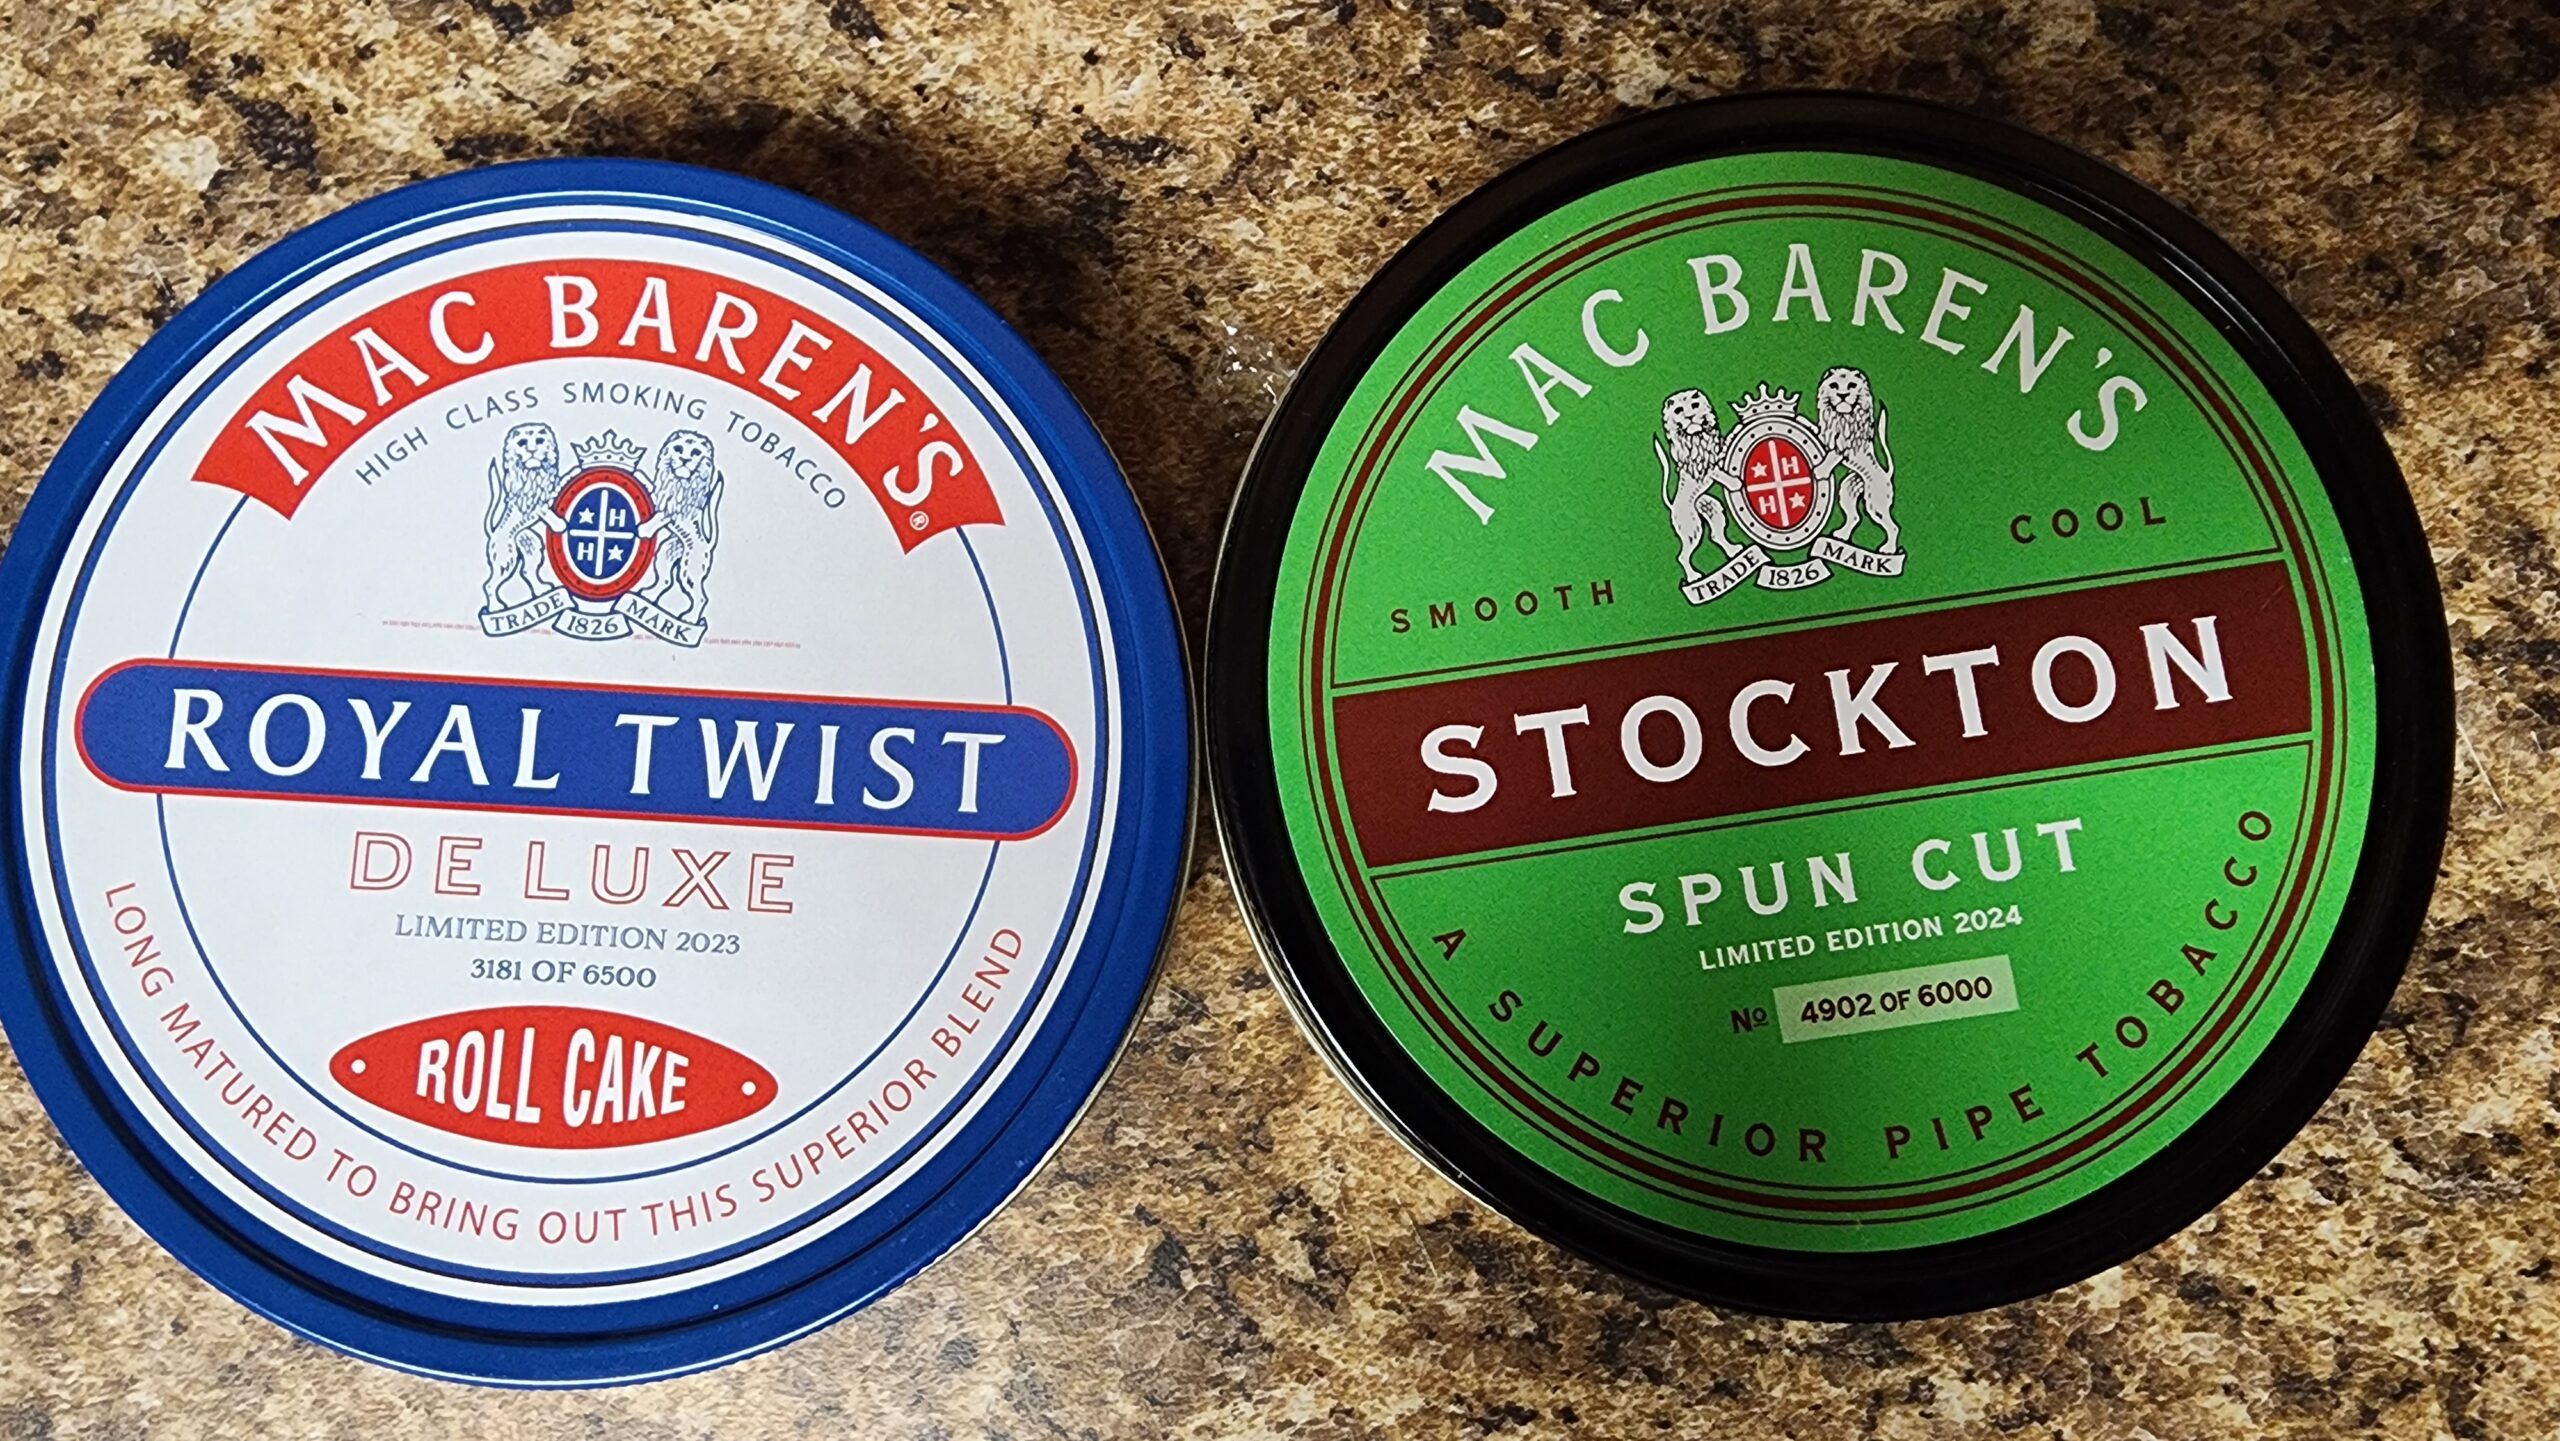 MAC BAREN'S®
HIGH CLASS SMOKING TOBACCO
H
H
TRADE 1826 MARK
ROYAL TWIST
DE LUXE
LIMITED EDITION 2023
3181 OF 6500
ROLL CAKE
LONG MATURED TO BRING OUT THIS SUPERIOR BLEND
MAC BAREN'S
H
H
TRADE 1826 MARK
SMOOTH COOL
STOCKTON
SPUN CUT
LIMITED EDITION 2024
Nº 4902 OF 6000
A SUPERIOR PIPE TOBACCO